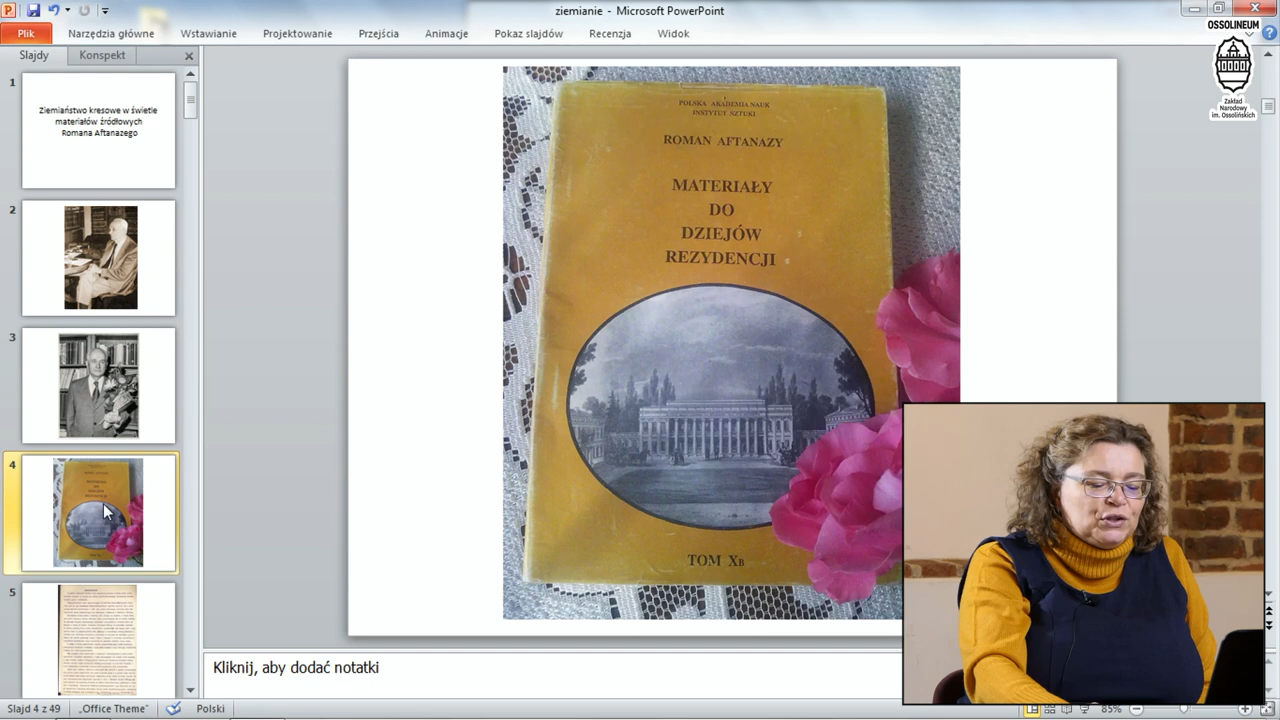 ziemianie - Microsoft PowerPoint
Plik
Narzędzia główne
Wstawianie
Projektowanie
Przejścia
Animacje
Pokaz slajdów
Recenzja
Widok
OSSOLINEUM
Zakład
Narodowy
im. Ossolińskich
Slajdy
Konspekt
1
Ziemiaństwo kresowe w świetle
materiałów źródłowych
Romana Aftanazego
2
3
4
5
POLSKA AKADEMIA NAUK
INSTYTUT SZTUKI
ROMAN AFTANAZY
MATERIAŁY
DO
DZIEJÓW
REZYDENCJI
TOM XB
Kliknij, aby dodać notatki
Slajd 4 z 49
„Office Theme”
Polski
85%